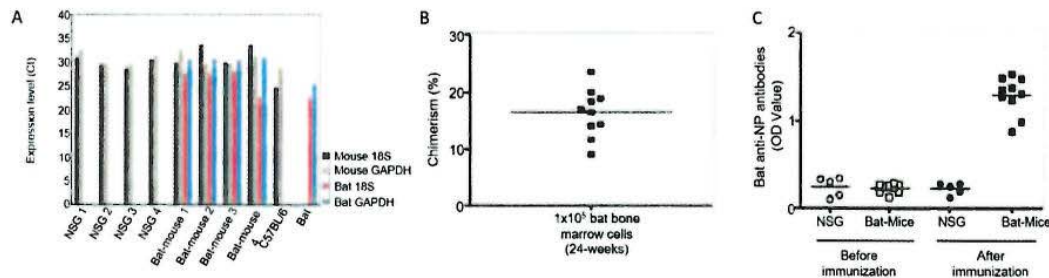 A
Expression level (Ct)
40
35
30
25
20
15
10
5
0
NSG 1
NSG 2
NSG 3
NSG 4
Bat-mouse 1
Bat-mouse 2
Bat-mouse 3
Bat-mouse 4
C57BL/6
Bat
Mouse 18S
Mouse GAPDH
Bat 18S
Bat GAPDH
B
Chimerism (%)
30
20
10
0
1x10⁵ bat bone
marrow cells
(24-weeks)
C
Bat anti-NP antibodies
(OD Value)
2
1
0
NSG Bat-Mice NSG Bat-Mice
Before After
immunization immunization